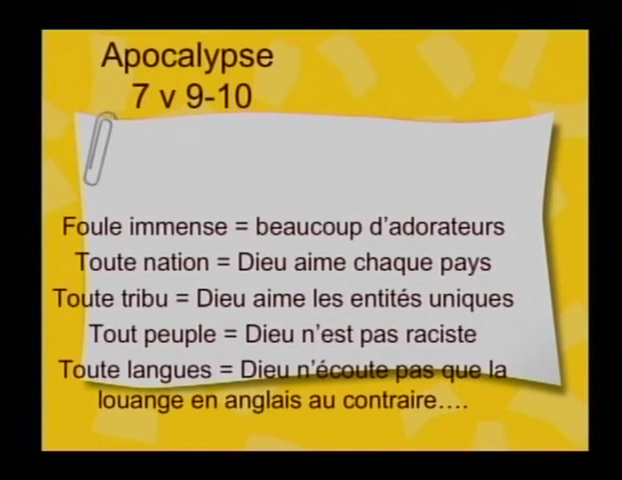 Apocalypse
7 v 9-10
Foule immense = beaucoup d’adorateurs
Toute nation = Dieu aime chaque pays
Toute tribu = Dieu aime les entités uniques
Tout peuple = Dieu n’est pas raciste
Toute langues = Dieu n’écoute pas que la
louange en anglais au contraire….